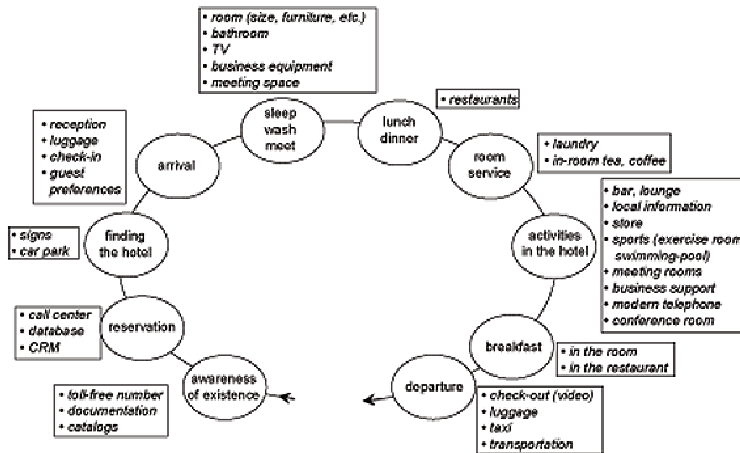 • room (size, furniture, etc.)
• bathroom
• TV
• business equipment
• meeting space
• restaurants
sleep
wash
meet
lunch
dinner
• reception
• luggage
• check-in
• guest
preferences
arrival
room
service
• laundry
• in-room tea, coffee
• signs
• car park
finding
the hotel
activities
in the hotel
• bar, lounge
• local information
• store
• sports (exercise room
swimming-pool)
• meeting rooms
• business support
• modern telephone
• conference room
• call center
• database
• CRM
reservation
breakfast
• in the room
• in the restaurant
• toll-free number
• documentation
• catalogs
awareness
of existence
departure
• check-out (video)
• luggage
• taxi
• transportation